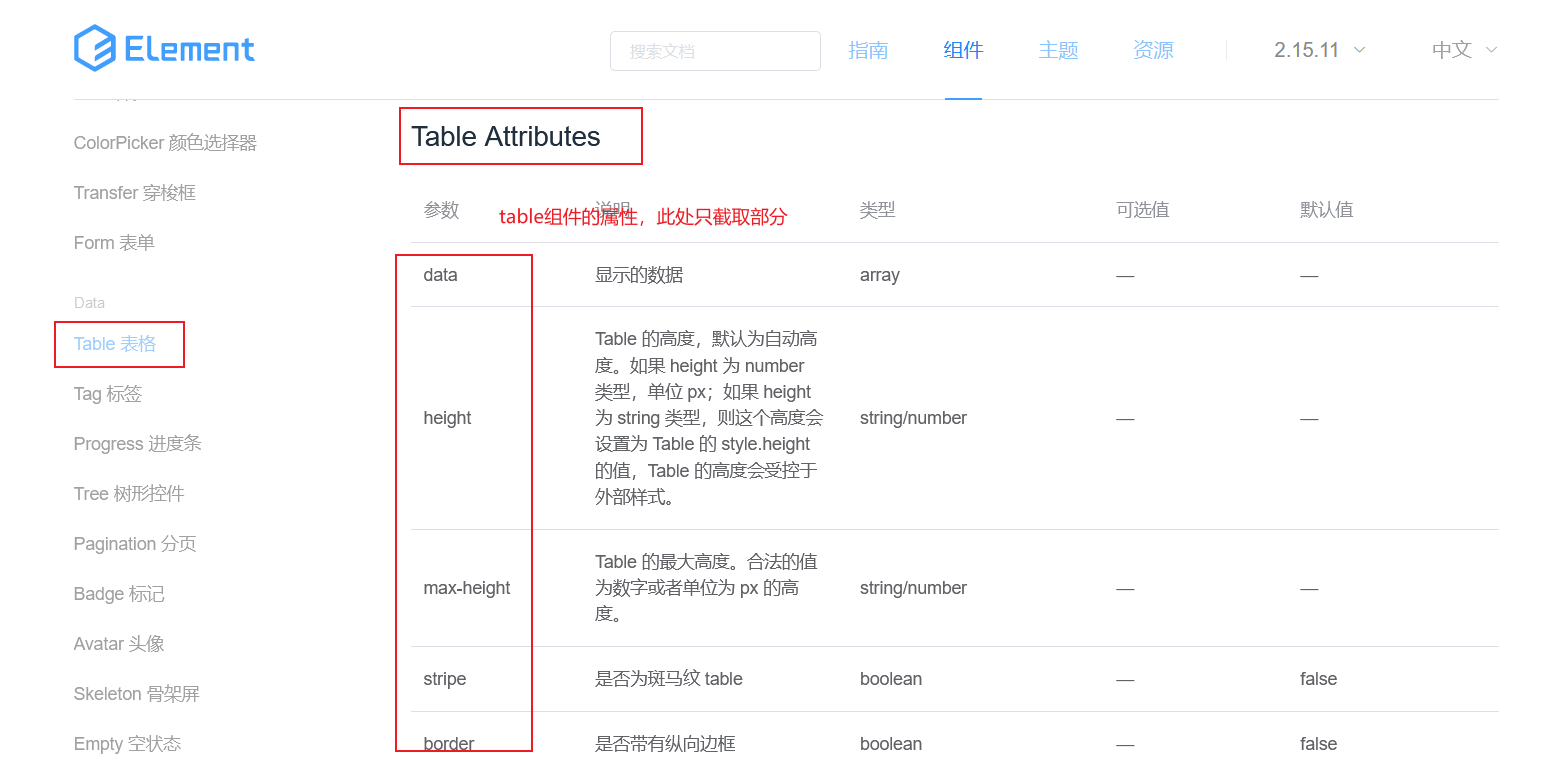 Element
搜索文档
指南
组件
主题
资源
2.15.11
中文
ColorPicker 颜色选择器
Transfer 穿梭框
Form 表单
Data
Table 表格
Tag 标签
Progress 进度条
Tree 树形控件
Pagination 分页
Badge 标记
Avatar 头像
Skeleton 骨架屏
Empty 空状态
Table Attributes
参数
说明
类型
可选值
默认值
table组件的属性，此处只截取部分
data
显示的数据
array
—
—
height
Table 的高度，默认为自动高
度。如果 height 为 number
类型，单位 px；如果 height
为 string 类型，则这个高度会
设置为 Table 的 style.height
的值，Table 的高度会受控于
外部样式。
string/number
—
—
max-height
Table 的最大高度。合法的值
为数字或者单位为 px 的高
度。
string/number
—
—
stripe
是否为斑马纹 table
boolean
—
false
border
是否带有纵向边框
boolean
—
false